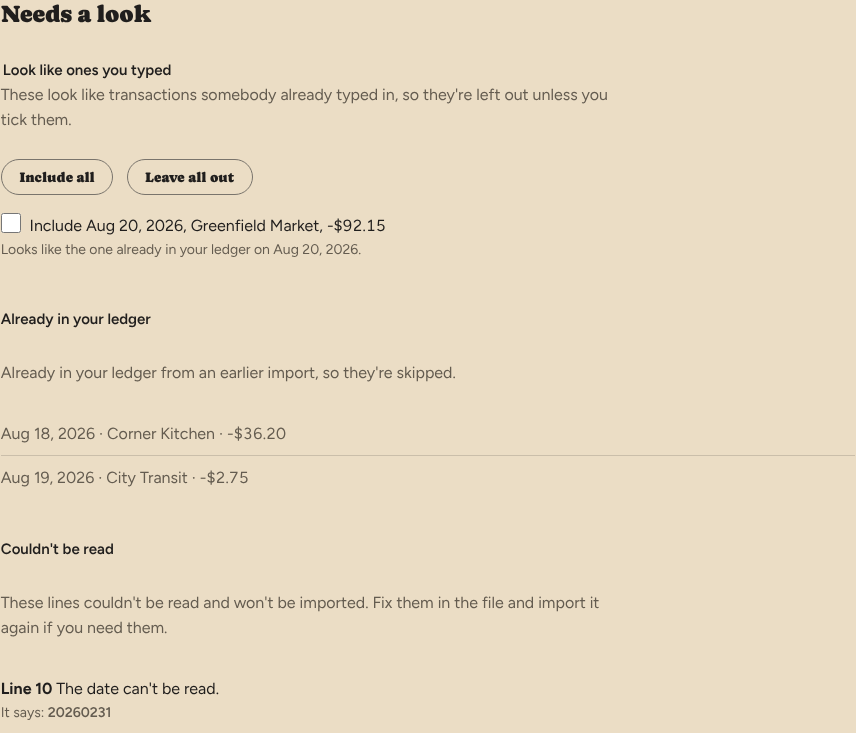 Needs a look
Look like ones you typed
These look like transactions somebody already typed in, so they're left out unless you
tick them.
Include all
Leave all out
Include Aug 20, 2026, Greenfield Market, -$92.15
Looks like the one already in your ledger on Aug 20, 2026.
Already in your ledger
Already in your ledger from an earlier import, so they're skipped.
Aug 18, 2026 · Corner Kitchen · -$36.20
Aug 19, 2026 · City Transit · -$2.75
Couldn't be read
These lines couldn't be read and won't be imported. Fix them in the file and import it
again if you need them.
Line 10 The date can't be read.
It says: 20260231